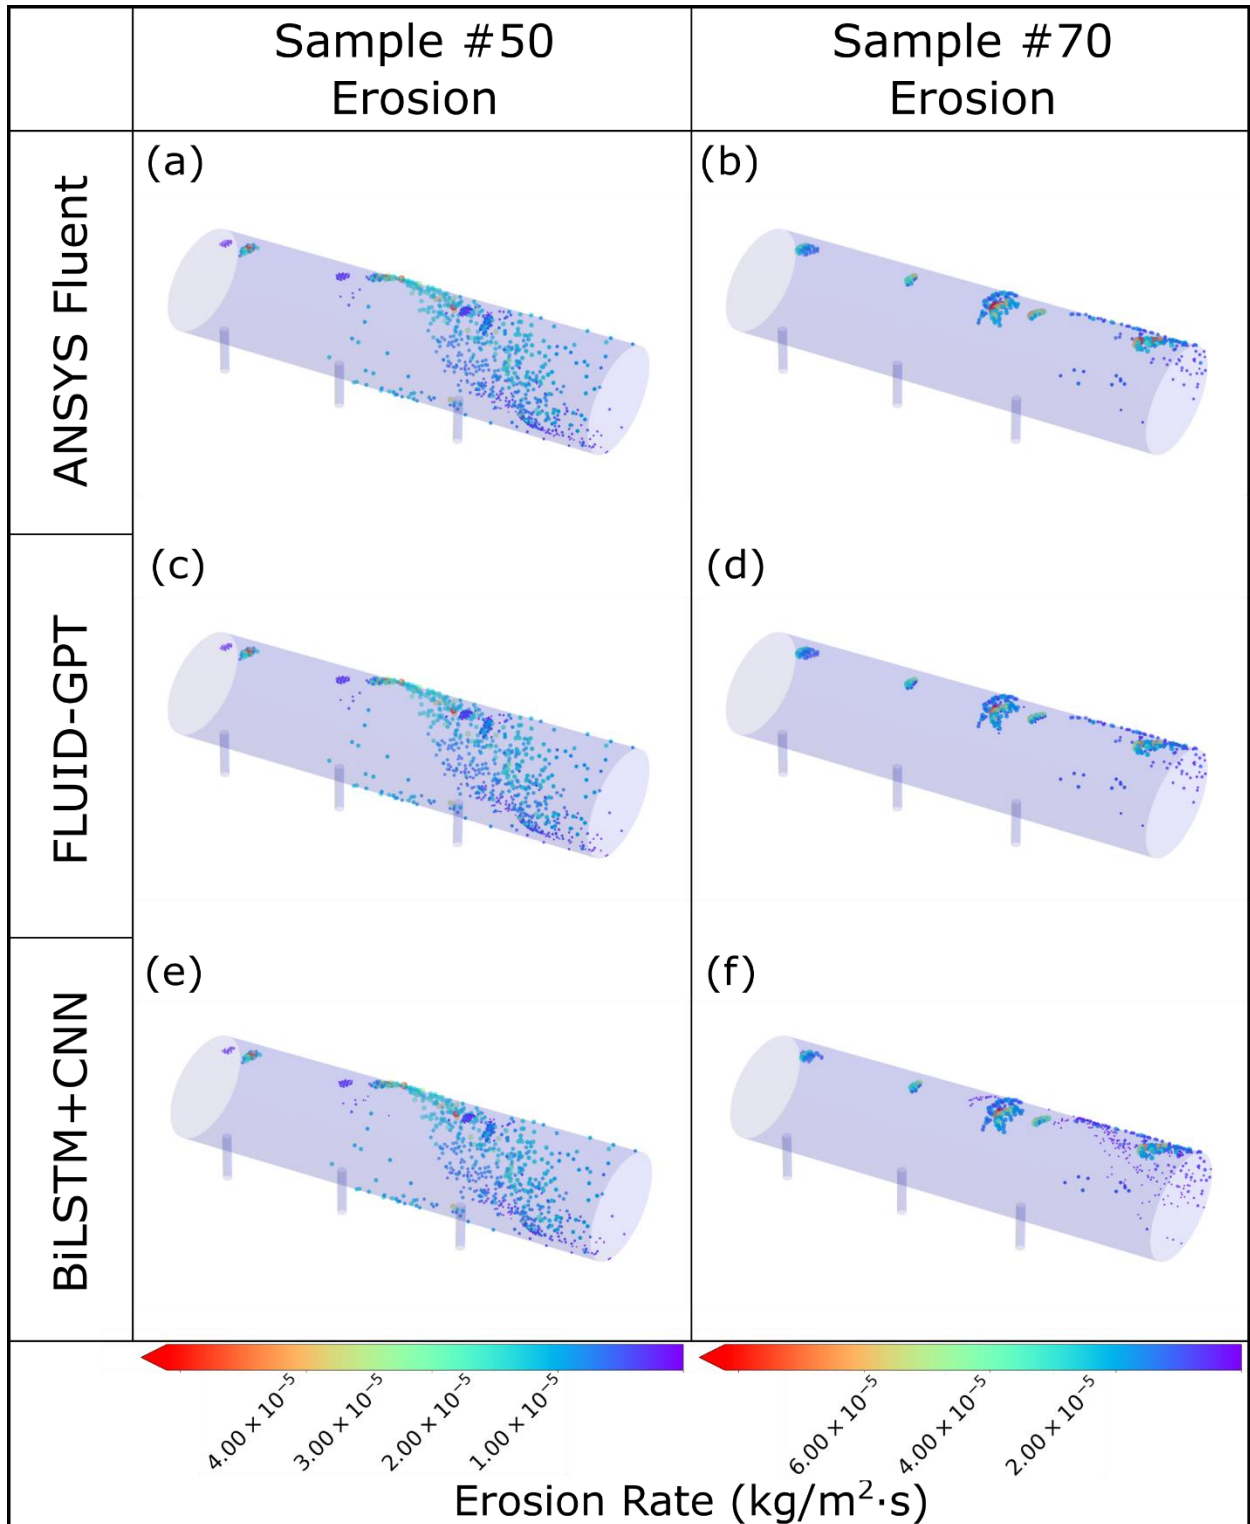 Sample #50
Erosion
Sample #70
Erosion
ANSYS Fluent
(a)
(b)
FLUID-GPT
(c)
(d)
BiLSTM+CNN
(e)
(f)
4.00 × 10⁻⁵
3.00 × 10⁻⁵
2.00 × 10⁻⁵
1.00 × 10⁻⁵
6.00 × 10⁻⁵
4.00 × 10⁻⁵
2.00 × 10⁻⁵
Erosion Rate (kg/m²·s)